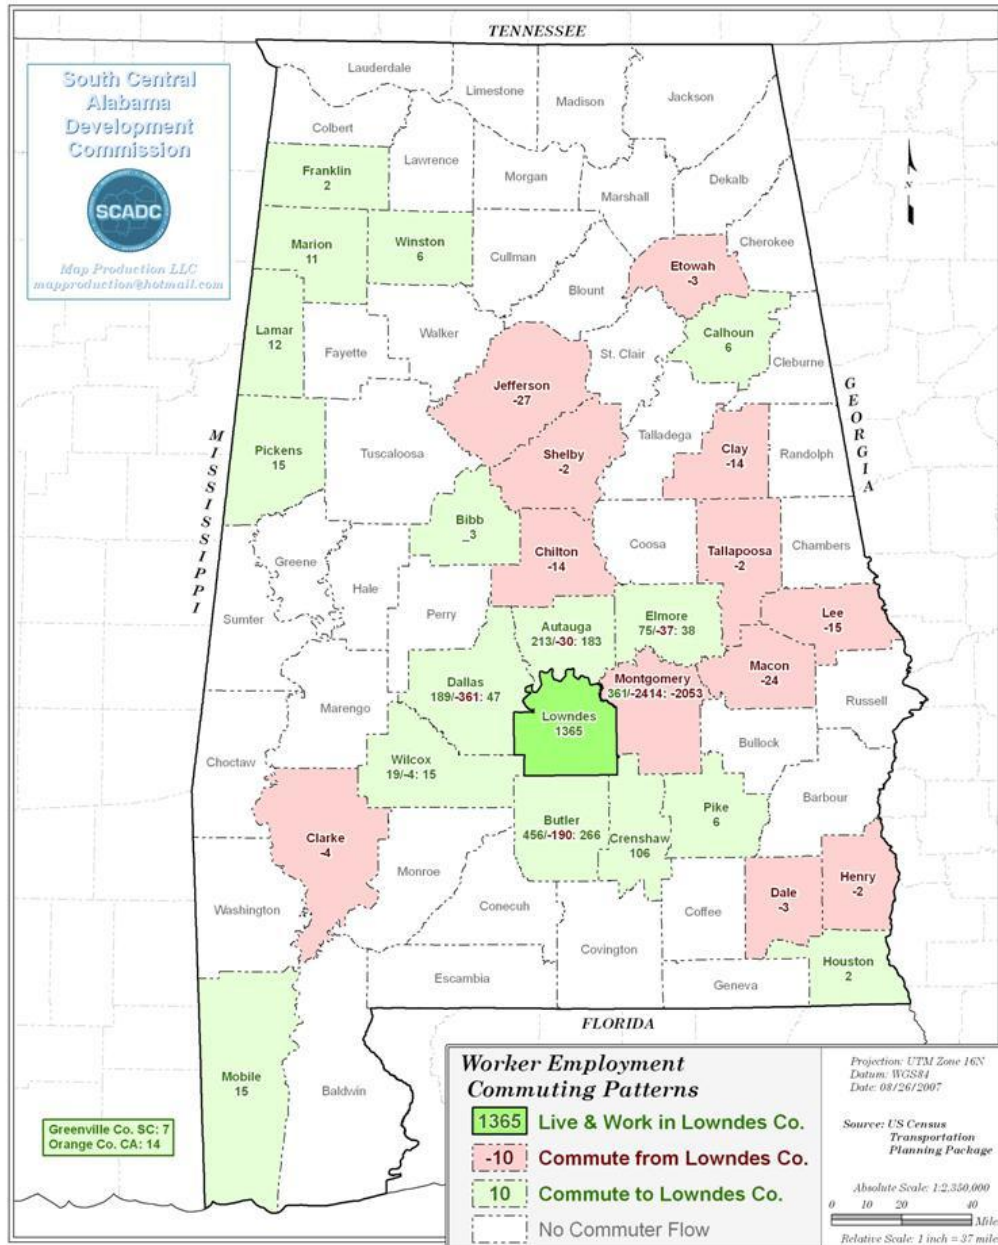 TENNESSEE
South Central
Alabama
Development
Commission
SCADC
Map Production LLC
mapproduction@hotmail.com
Lauderdale
Limestone
Madison
Jackson
Colbert
Lawrence
Franklin
2
Morgan
Marshall
Dekalb
N
Marion
11
Winston
6
Cullman
Cherokee
Etowah
-3
Blount
Lamar
12
Fayette
Walker
St. Clair
Calhoun
6
Cleburne
Jefferson
-27
GEORGIA
MISSISSIPPI
Pickens
15
Tuscaloosa
Shelby
-2
Talladega
Clay
-14
Randolph
Bibb
_3
Greene
Hale
Chilton
-14
Coosa
Tallapoosa
-2
Chambers
Sumter
Perry
Autauga
213/-30: 183
Elmore
75/-37: 38
Lee
-15
Dallas
189/-361: 47
Montgomery
361/-2414: -2053
Macon
-24
Russell
Marengo
Lowndes
1365
Bullock
Choctaw
Wilcox
19/-4: 15
Barbour
Clarke
-4
Butler
456/-190: 266
Crenshaw
106
Pike
6
Monroe
Washington
Conecuh
Coffee
Dale
-3
Henry
-2
Covington
Escambia
Geneva
Houston
2
FLORIDA
Mobile
15
Baldwin
Greenville Co. SC: 7
Orange Co. CA: 14
Worker Employment
Commuting Patterns
1365 Live & Work in Lowndes Co.
-10 Commute from Lowndes Co.
10 Commute to Lowndes Co.
No Commuter Flow
Projection: UTM Zone 16N
Datum: WGS84
Date: 08/26/2007
Source: US Census
Transportation
Planning Package
Absolute Scale: 1:2,350,000
0 10 20 40
Mile
Relative Scale: 1 inch = 37 mile